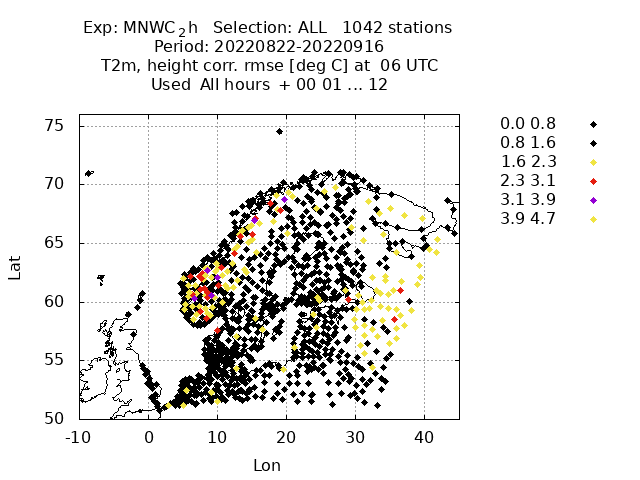 Exp: MNWC_2h   Selection: ALL   1042 stations
Period: 20220822-20220916
T2m, height corr. rmse [deg C] at  06 UTC
Used  All hours  + 00 01 ... 12
0.0 0.8
0.8 1.6
1.6 2.3
2.3 3.1
3.1 3.9
3.9 4.7
75
70
65
60
55
50
Lat
-10 0 10 20 30 40
Lon